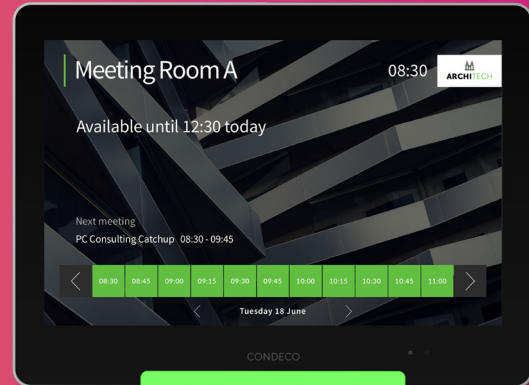 Meeting Room A
08:30
ARCHITECH
Available until 12:30 today
Next meeting
PC Consulting Catchup 08:30 - 09:45
08:30 08:45 09:00 09:15 09:30 09:45 10:00 10:15 10:30 10:45 11:00
Tuesday 18 June
CONDECO